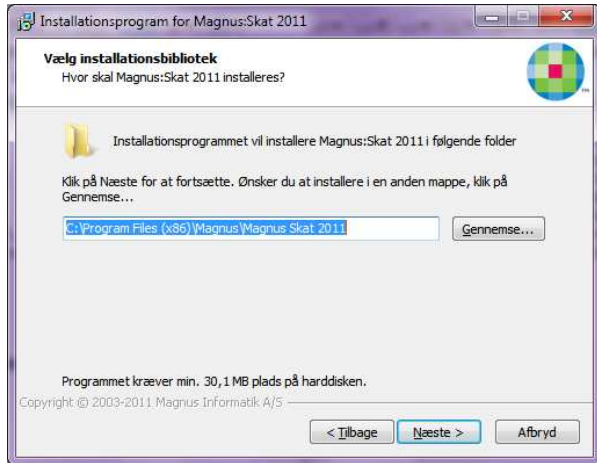 Installationsprogram for Magnus:Skat 2011
Vælg installationsbibliotek
Hvor skal Magnus:Skat 2011 installeres?
TM
Installationsprogrammet vil installere Magnus:Skat 2011 i følgende folder
Klik på Næste for at fortsætte. Ønsker du at installere i en anden mappe, klik på
Gennemse...
C:\Program Files (x86)\Magnus\Magnus Skat 2011
Gennemse...
Programmet kræver min. 30,1 MB plads på harddisken.
Copyright © 2003-2011 Magnus Informatik A/S
< Tilbage
Næste >
Afbryd